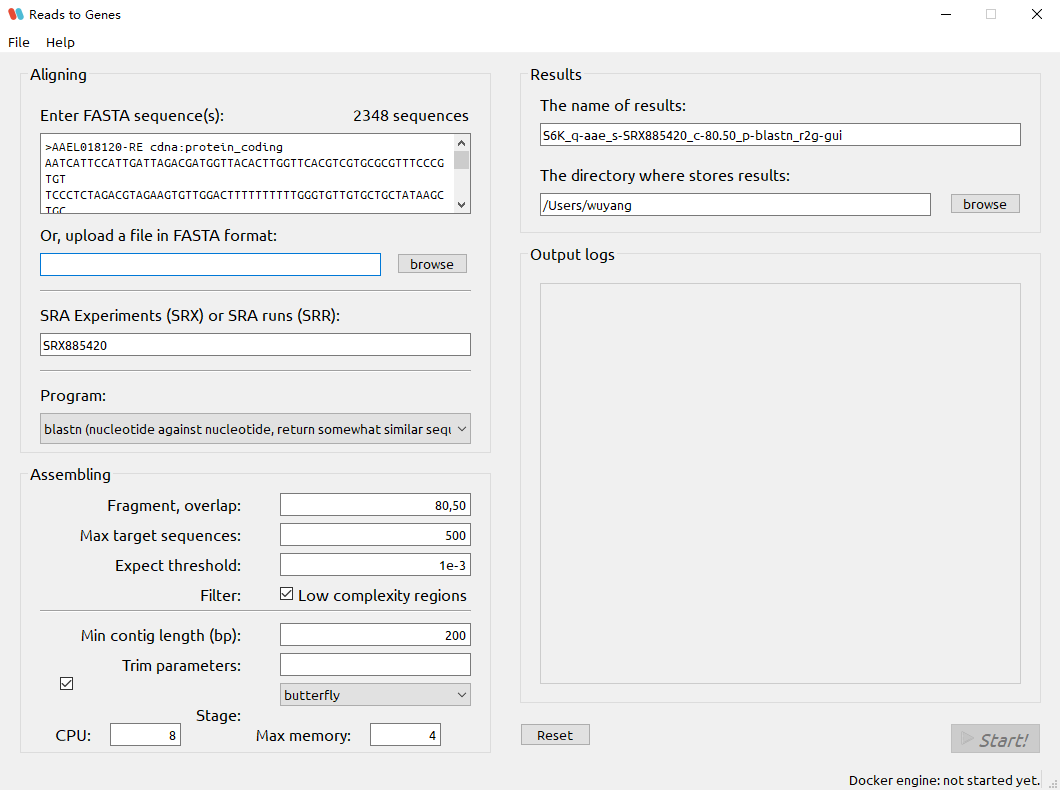 Reads to Genes
File Help
Aligning
Enter FASTA sequence(s): 2348 sequences
>AAEL018120-RE cdna:protein_coding
AATCATTCCATTGATTAGACGATGGTTACACTTGGTTCACGTCGTGCGCGTTTCCCG
TGT
TCCCTCTAGACGTAGAAGTGTTGGACTTTTTTTTTTGGGTGTTGTGCTGCTATAAGC
TGC
Or, upload a file in FASTA format:
browse
SRA Experiments (SRX) or SRA runs (SRR):
SRX885420
Program:
blastn (nucleotide against nucleotide, return somewhat similar sequ
Assembling
Fragment, overlap: 80,50
Max target sequences: 500
Expect threshold: 1e-3
Filter: Low complexity regions
Min contig length (bp): 200
Trim parameters:
butterfly
Stage:
CPU: 8 Max memory: 4
Results
The name of results:
S6K_q-aae_s-SRX885420_c-80.50_p-blastn_r2g-gui
The directory where stores results:
/Users/wuyang browse
Output logs
Reset Start!
Docker engine: not started yet.